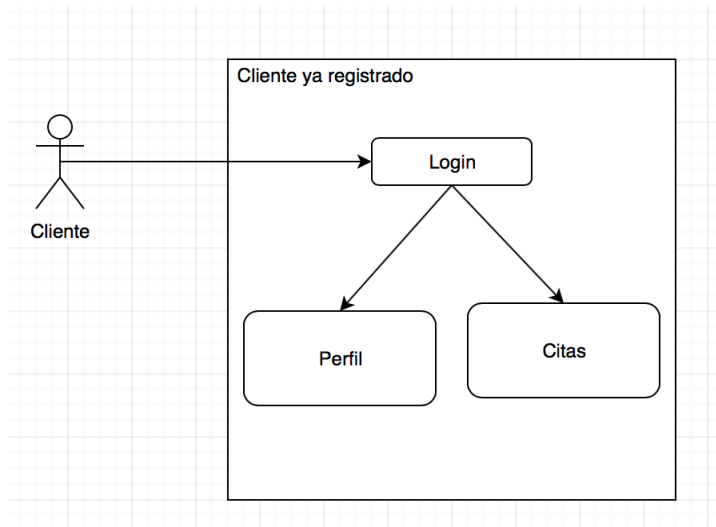 Cliente ya registrado
Login
Cliente
Perfil
Citas